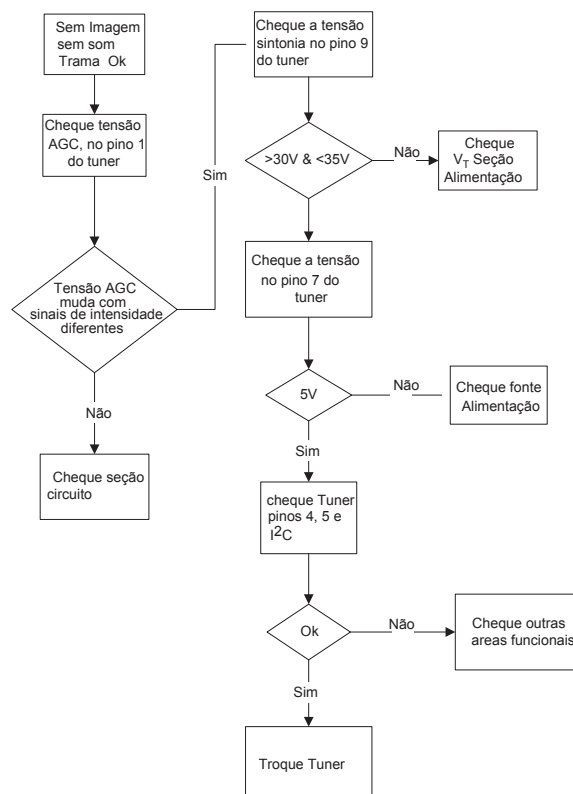 Sem Imagem
sem som
Trama Ok
Cheque tensão
AGC, no pino 1
do tuner
Tensão AGC
muda com
sinais de intensidade
diferentes
Não
Cheque seção
circuito
Sim
Cheque a tensão
sintonia no pino 9
do tuner
>30V & <35V
Não
Cheque
VT Seção
Alimentação
Cheque a tensão
no pino 7 do
tuner
5V
Não
Cheque fonte
Alimentação
Sim
cheque Tuner
pinos 4, 5 e
I²C
Ok
Não
Cheque outras
areas funcionais
Sim
Troque Tuner